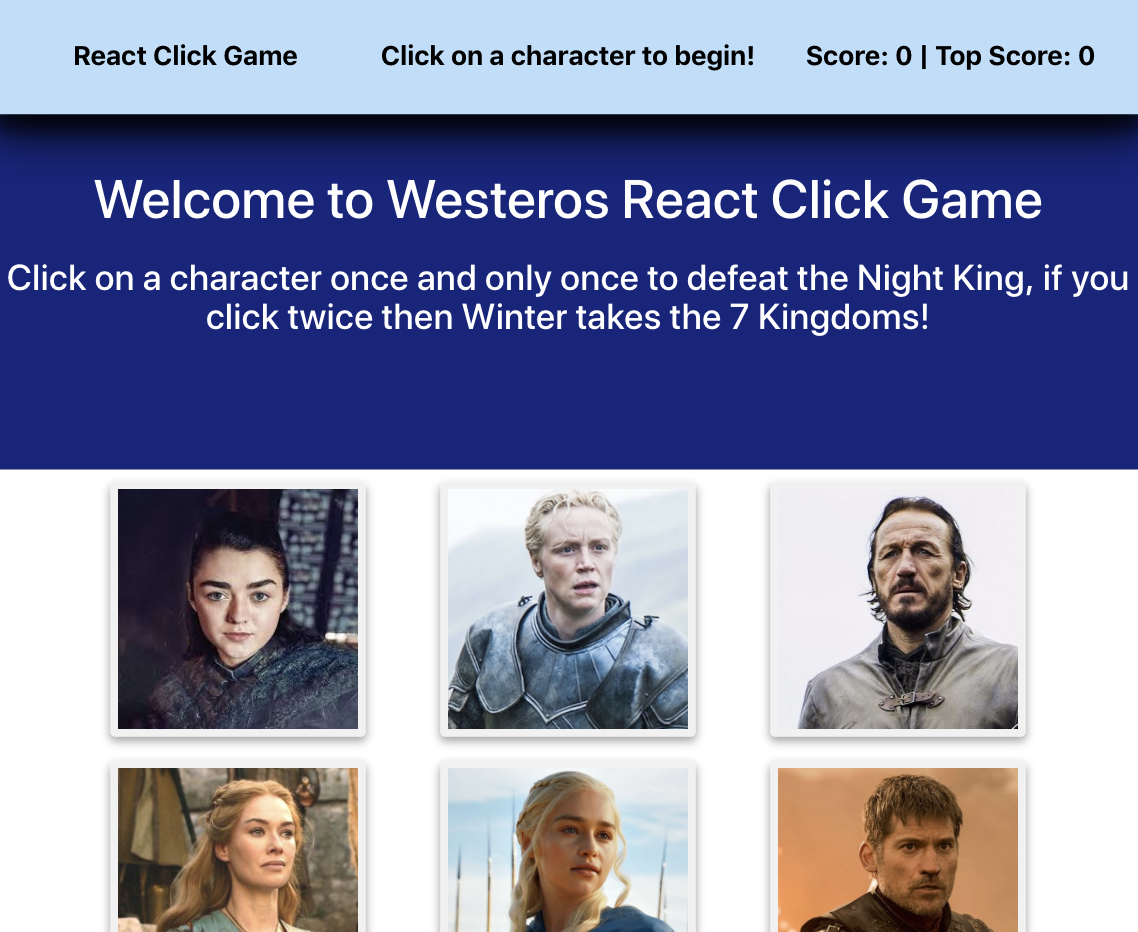 React Click Game
Click on a character to begin!
Score: 0 | Top Score: 0
Welcome to Westeros React Click Game
Click on a character once and only once to defeat the Night King, if you
click twice then Winter takes the 7 Kingdoms!